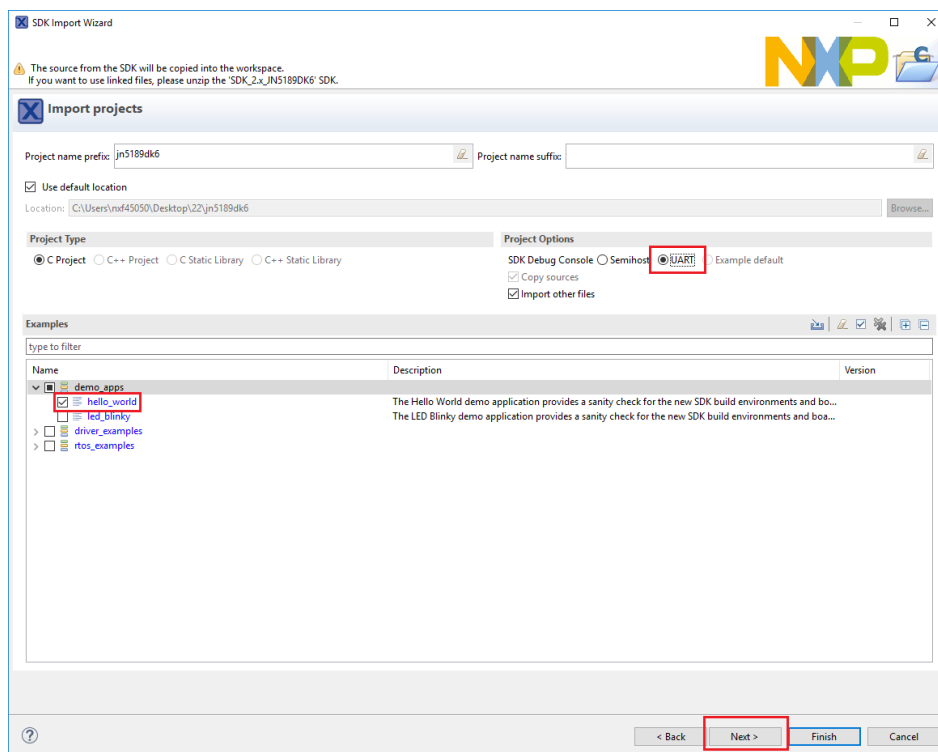 SDK Import Wizard
The source from the SDK will be copied into the workspace.
If you want to use linked files, please unzip the 'SDK_2.x_JN5189DK6' SDK.
NXP
Import projects
Project name prefix: jn5189dk6 Project name suffix:
Use default location
Location: C:\Users\nxf45050\Desktop\22\jn5189dk6 Browse...
Project Type Project Options
C Project C++ Project C Static Library C++ Static Library SDK Debug Console Semihost UART Example default
Copy sources
Import other files
Examples
type to filter
Name Description Version
demo_apps
hello_world The Hello World demo application provides a sanity check for the new SDK build environments and bo...
led_blinky The LED Blinky demo application provides a sanity check for the new SDK build environments and boa...
driver_examples
rtos_examples
? < Back Next > Finish Cancel